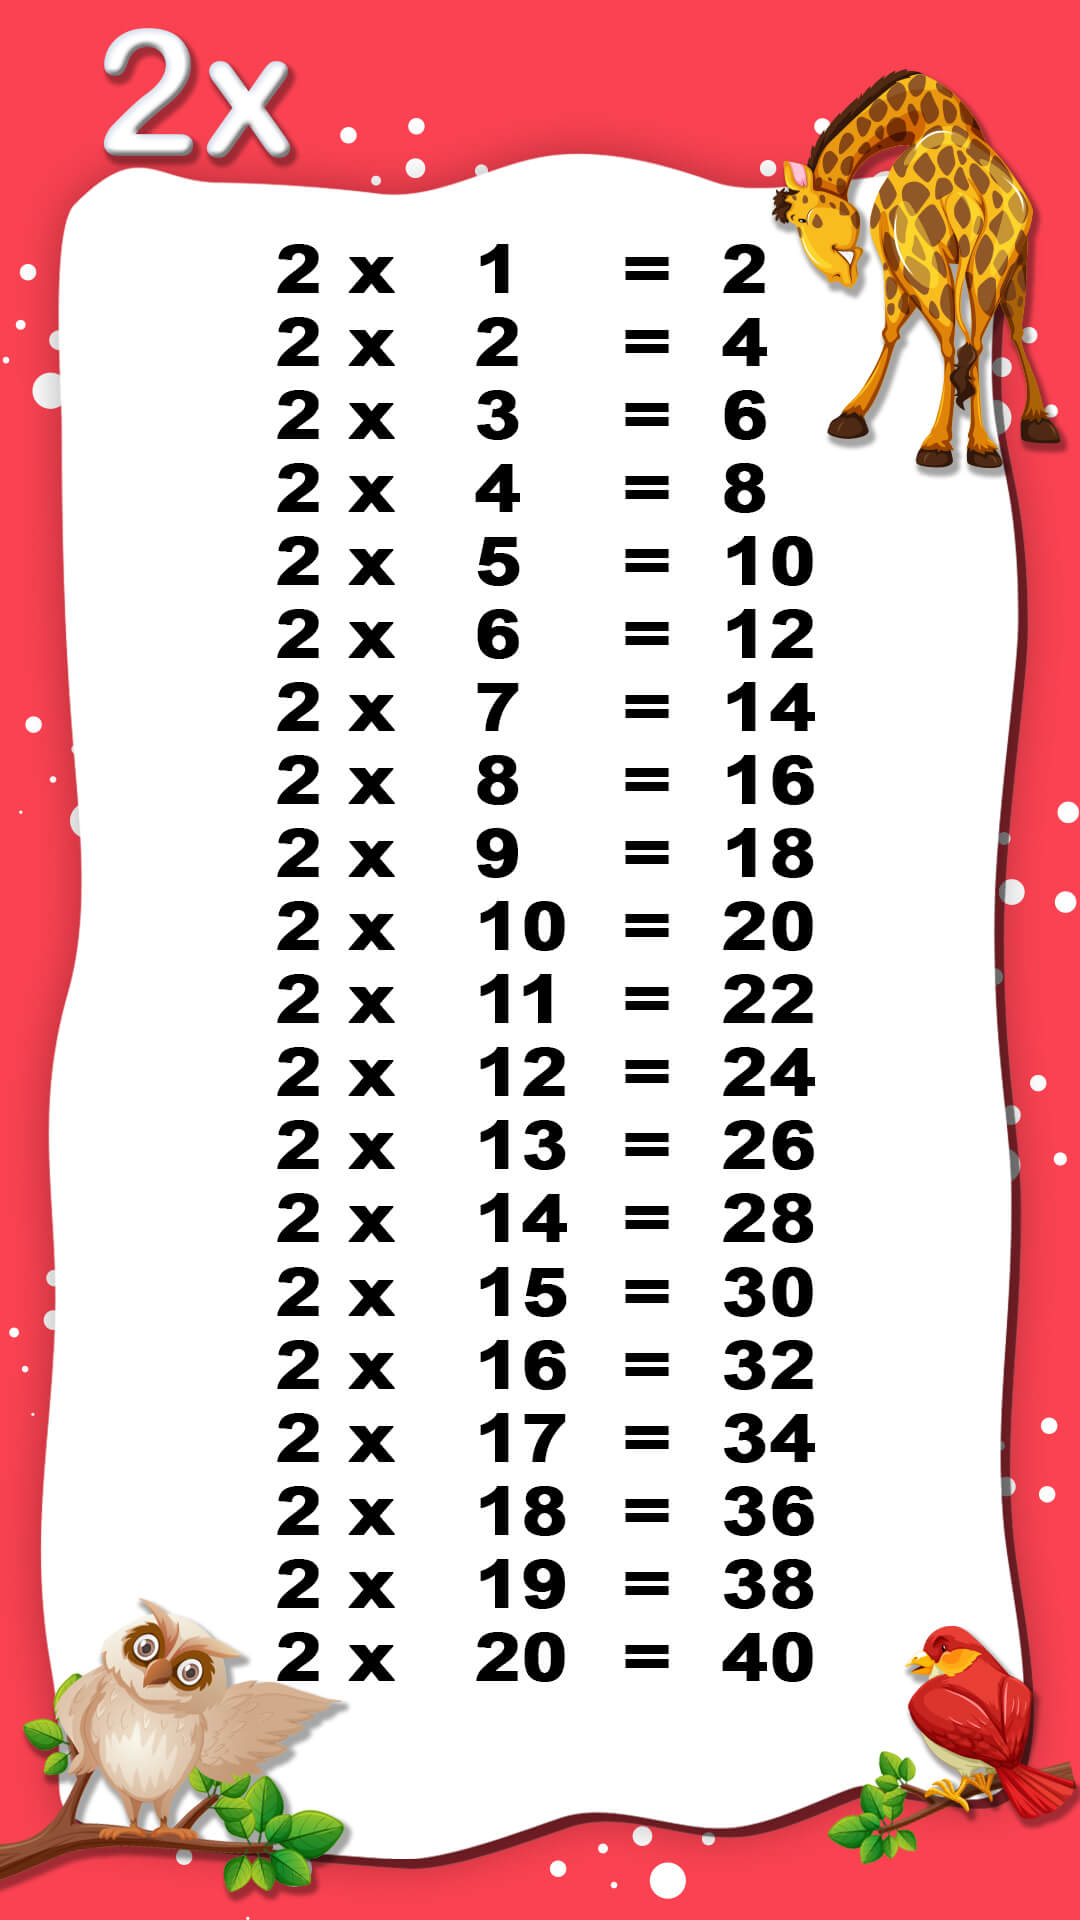 2x
2 x 1 = 2
2 x 2 = 4
2 x 3 = 6
2 x 4 = 8
2 x 5 = 10
2 x 6 = 12
2 x 7 = 14
2 x 8 = 16
2 x 9 = 18
2 x 10 = 20
2 x 11 = 22
2 x 12 = 24
2 x 13 = 26
2 x 14 = 28
2 x 15 = 30
2 x 16 = 32
2 x 17 = 34
2 x 18 = 36
2 x 19 = 38
2 x 20 = 40